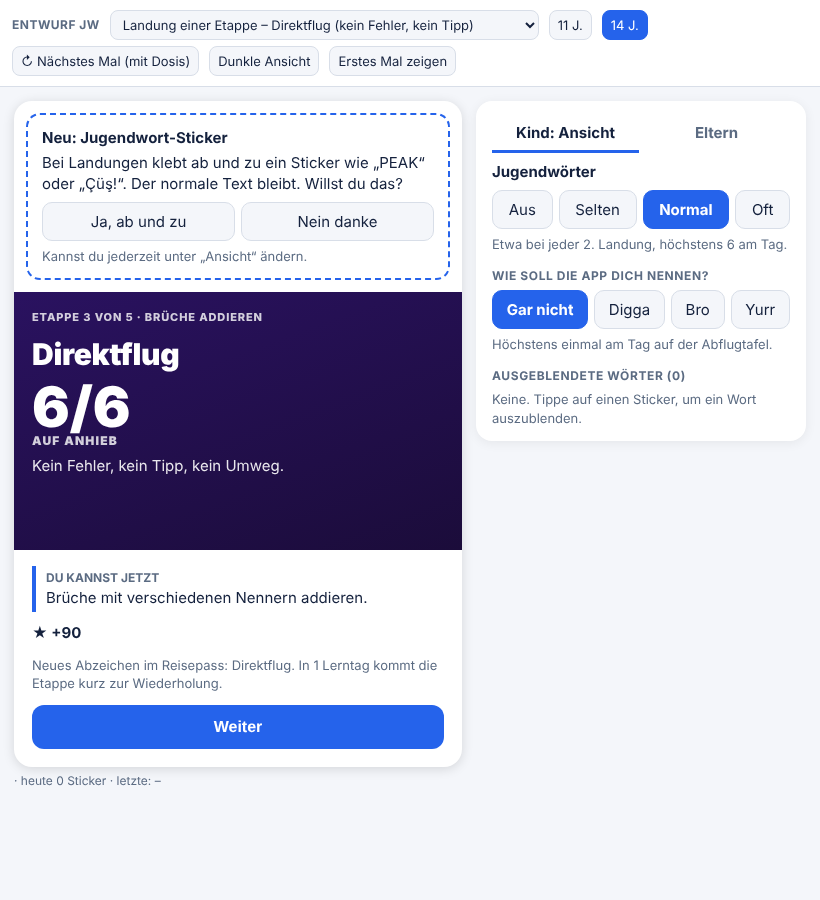 ENTWURF JW Landung einer Etappe – Direktflug (kein Fehler, kein Tipp) 11 J. 14 J.
↻ Nächstes Mal (mit Dosis) Dunkle Ansicht Erstes Mal zeigen
Neu: Jugendwort-Sticker
Bei Landungen klebt ab und zu ein Sticker wie „PEAK“
oder „Çüş!“. Der normale Text bleibt. Willst du das?
Ja, ab und zu Nein danke
Kannst du jederzeit unter „Ansicht“ ändern.
ETAPPE 3 VON 5 · BRÜCHE ADDIEREN
Direktflug
6/6
AUF ANHIEB
Kein Fehler, kein Tipp, kein Umweg.
DU KANNST JETZT
Brüche mit verschiedenen Nennern addieren.
★ +90
Neues Abzeichen im Reisepass: Direktflug. In 1 Lerntag kommt die
Etappe kurz zur Wiederholung.
Weiter
· heute 0 Sticker · letzte: –
Kind: Ansicht Eltern
Jugendwörter
Aus Selten Normal Oft
Etwa bei jeder 2. Landung, höchstens 6 am Tag.
WIE SOLL DIE APP DICH NENNEN?
Gar nicht Digga Bro Yurr
Höchstens einmal am Tag auf der Abflugtafel.
AUSGEBLENDETE WÖRTER (0)
Keine. Tippe auf einen Sticker, um ein Wort
auszublenden.